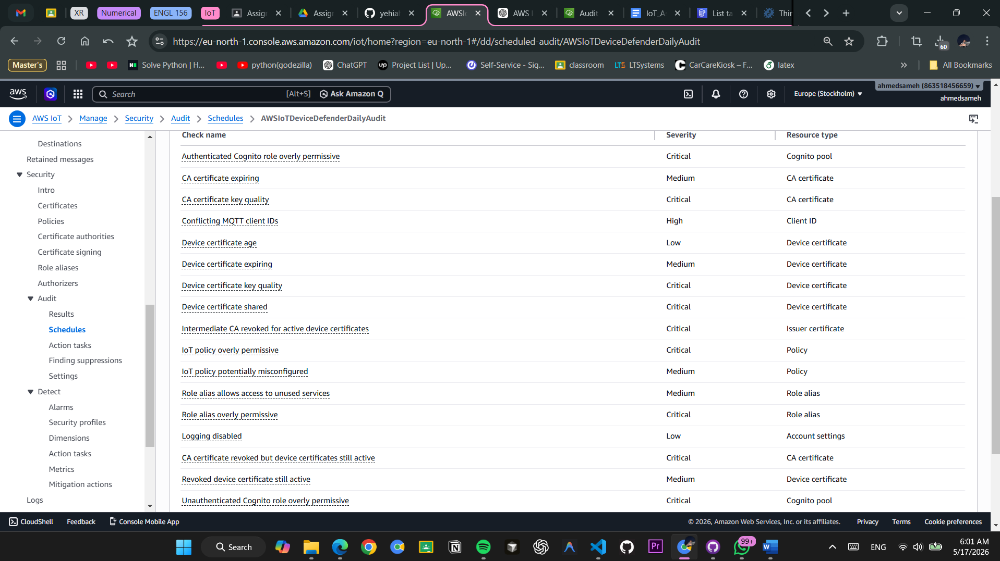 XR
Numerical
ENGL 156
IoT
Assign
Assign
yehial
AWSIo
AWS
Audit
IoT_A
List ta
Thi
https://eu-north-1.console.aws.amazon.com/iot/home?region=eu-north-1#/dd/scheduled-audit/AWSIoTDeviceDefenderDailyAudit
60
Master's
Solve Python | H...
python(godezilla)
ChatGPT
up
Project List | Up...
Self-Service - Sig...
classroom
LTS
LTSystems
CarCareKiosk – F...
latex
All Bookmarks
aws
Search
[Alt+S]
Ask Amazon Q
Europe (Stockholm)
ahmedsameh (863518456659)
ahmedsameh
AWS IoT
Manage
Security
Audit
Schedules
AWSIoTDeviceDefenderDailyAudit
Destinations
Retained messages
Security
Intro
Certificates
Policies
Certificate authorities
Certificate signing
Role aliases
Authorizers
Audit
Results
Schedules
Action tasks
Finding suppressions
Settings
Detect
Alarms
Security profiles
Dimensions
Action tasks
Metrics
Mitigation actions
Logs
Check name Severity Resource type
Authenticated Cognito role overly permissive Critical Cognito pool
CA certificate expiring Medium CA certificate
CA certificate key quality Critical CA certificate
Conflicting MQTT client IDs High Client ID
Device certificate age Low Device certificate
Device certificate expiring Medium Device certificate
Device certificate key quality Critical Device certificate
Device certificate shared Critical Device certificate
Intermediate CA revoked for active device certificates Critical Issuer certificate
IoT policy overly permissive Critical Policy
IoT policy potentially misconfigured Medium Policy
Role alias allows access to unused services Medium Role alias
Role alias overly permissive Critical Role alias
Logging disabled Low Account settings
CA certificate revoked but device certificates still active Critical CA certificate
Revoked device certificate still active Medium Device certificate
Unauthenticated Cognito role overly permissive Critical Cognito pool
CloudShell
Feedback
Console Mobile App
© 2026, Amazon Web Services, Inc. or its affiliates.
Privacy
Terms
Cookie preferences
Search
Pr
99+
W
ENG
6:01 AM
5/17/2026